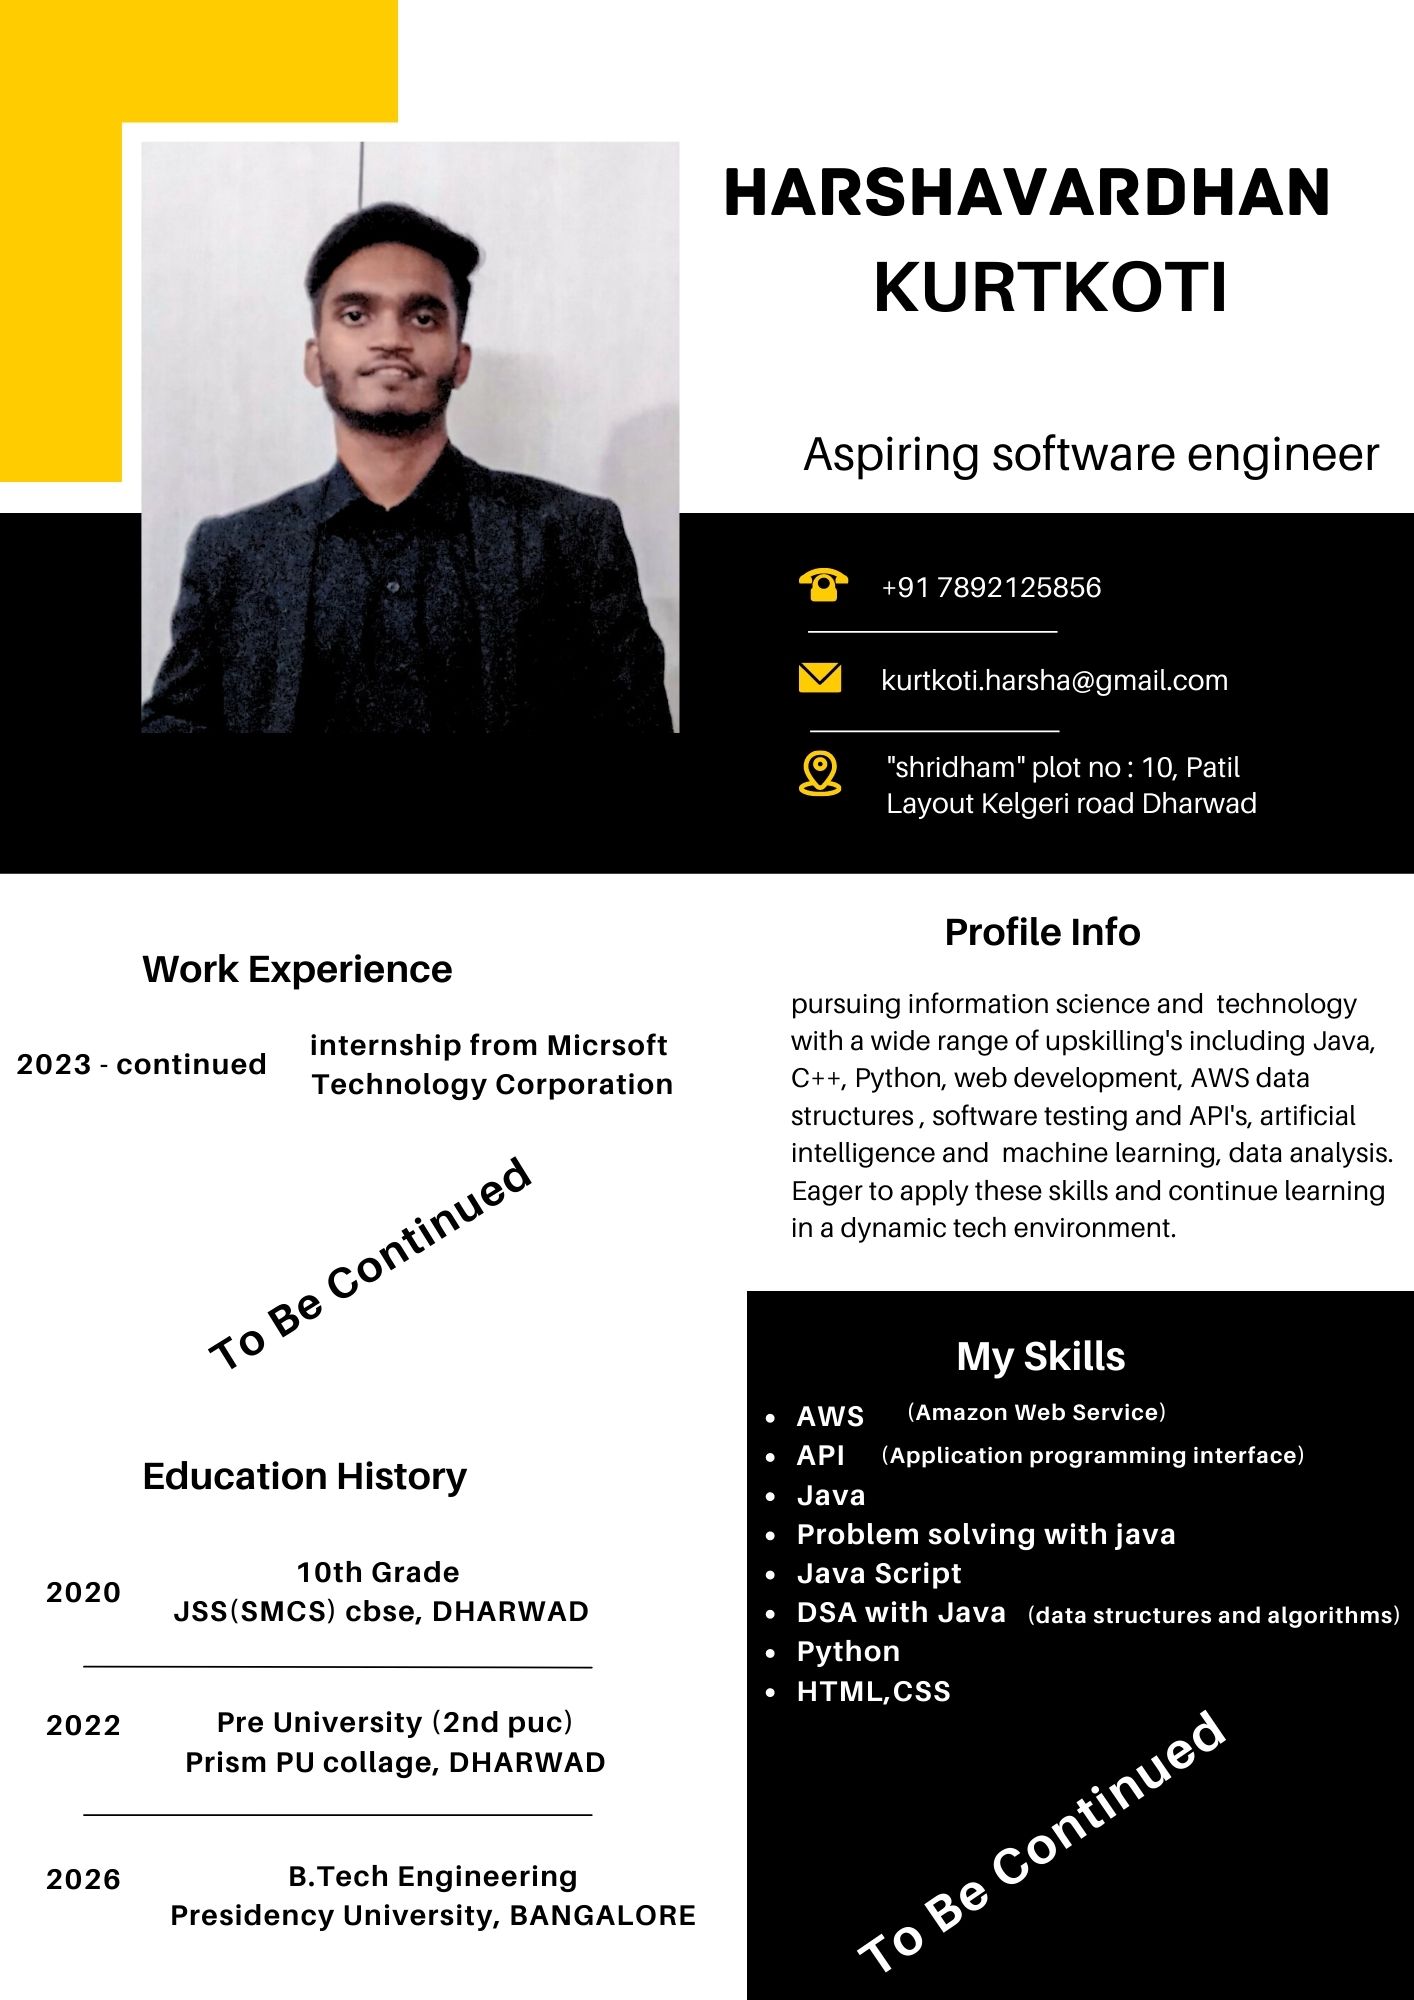 HARSHAVARDHAN
KURTKOTI
Aspiring software engineer
+91 7892125856
kurtkoti.harsha@gmail.com
"shridham" plot no : 10, Patil
Layout Kelgeri road Dharwad
Work Experience
2023 - continued
internship from Micrsoft
Technology Corporation
To Be Continued
Education History
2020
10th Grade
JSS(SMCS) cbse, DHARWAD
2022
Pre University (2nd puc)
Prism PU collage, DHARWAD
2026
B.Tech Engineering
Presidency University, BANGALORE
Profile Info
pursuing information science and  technology
with a wide range of upskilling's including Java,
C++, Python, web development, AWS data
structures , software testing and API's, artificial
intelligence and  machine learning, data analysis.
Eager to apply these skills and continue learning
in a dynamic tech environment.
My Skills
• AWS (Amazon Web Service)
• API (Application programming interface)
• Java
• Problem solving with java
• Java Script
• DSA with Java (data structures and algorithms)
• Python
• HTML,CSS
To Be Continued